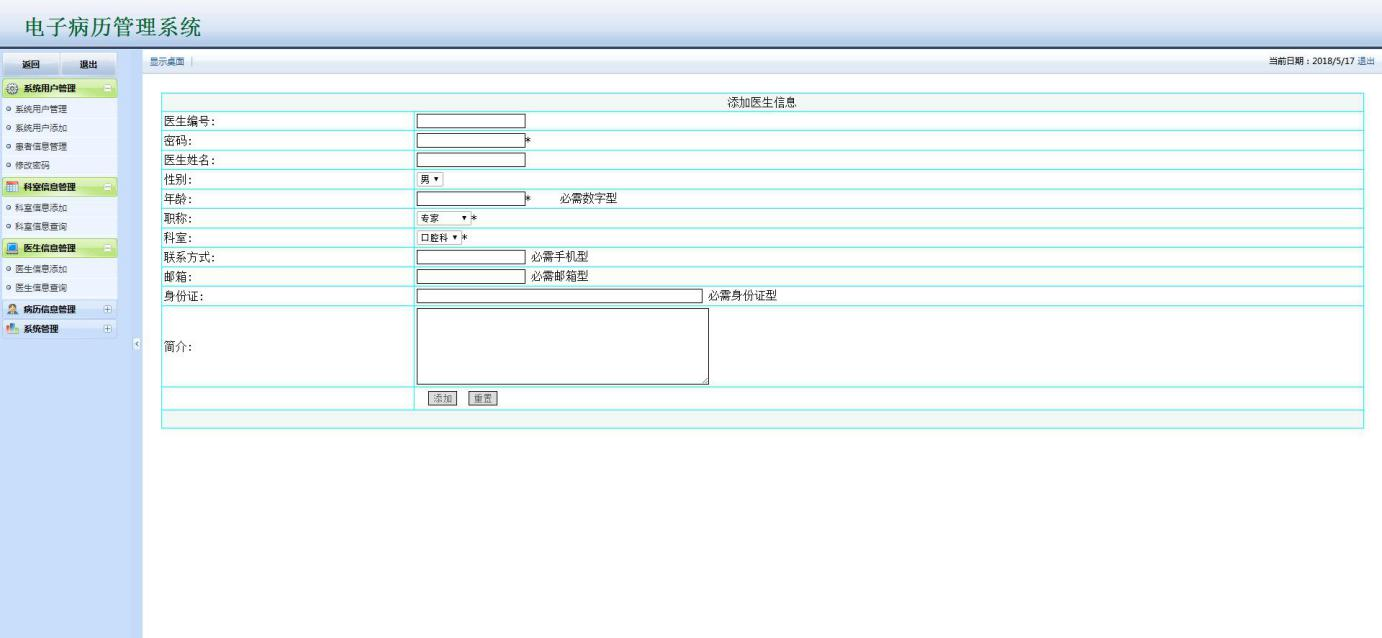 电子病历管理系统
返回 退出
显示桌面
当前日期：2018/5/17 退出
系统用户管理
系统用户管理
系统用户添加
患者信息管理
修改密码
科室信息管理
科室信息添加
科室信息查询
医生信息管理
医生信息添加
医生信息查询
病历信息管理
系统管理
添加医生信息
医生编号:
密码: *
医生姓名:
性别: 男
年龄: * 必需数字型
职称: 专家 *
科室: 口腔科 *
联系方式: 必需手机型
邮箱: 必需邮箱型
身份证: 必需身份证型
简介:
添加 重置